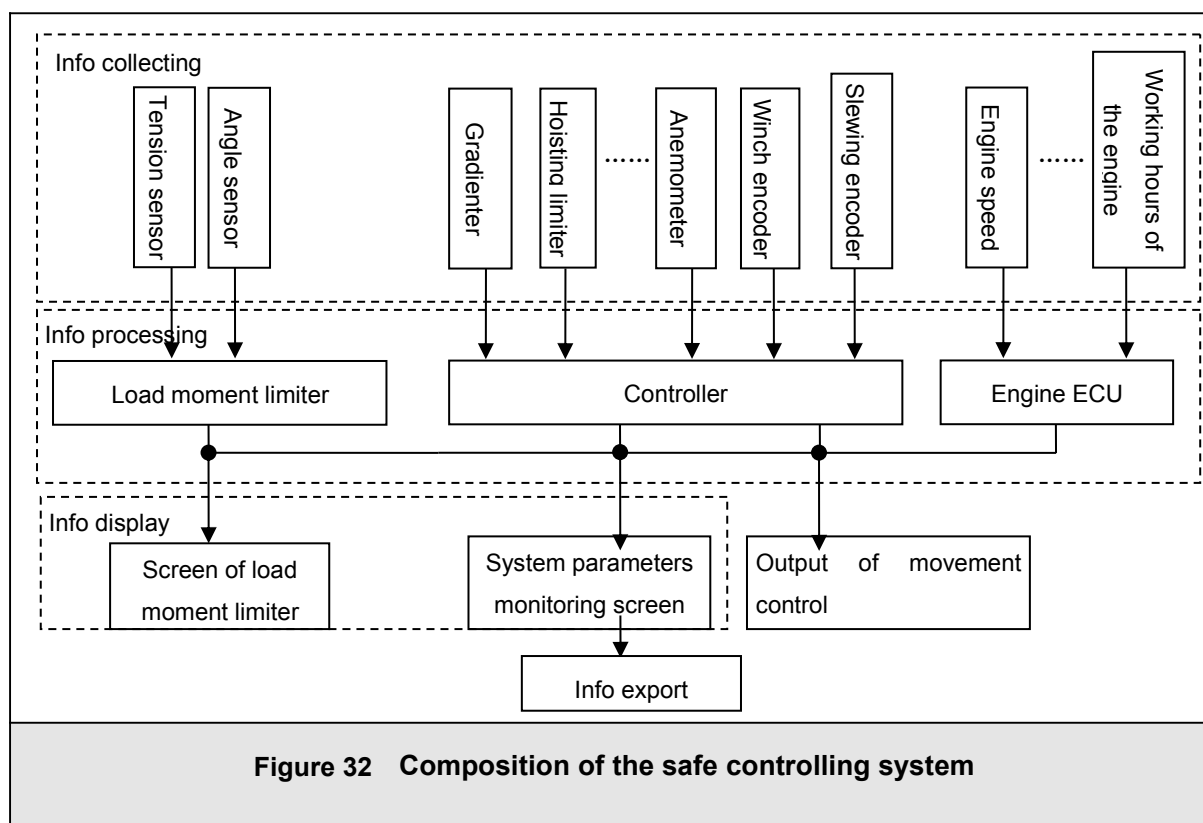 Info collecting
Tension sensor
Angle sensor
Gradienter
Hoisting limiter
……
Anemometer
Winch encoder
Slewing encoder
Engine speed
……
Working hours of
the engine
Info processing
Load moment limiter
Controller
Engine ECU
Info display
Screen of load
moment limiter
System parameters
monitoring screen
Output of movement
control
Info export
Figure 32 Composition of the safe controlling system